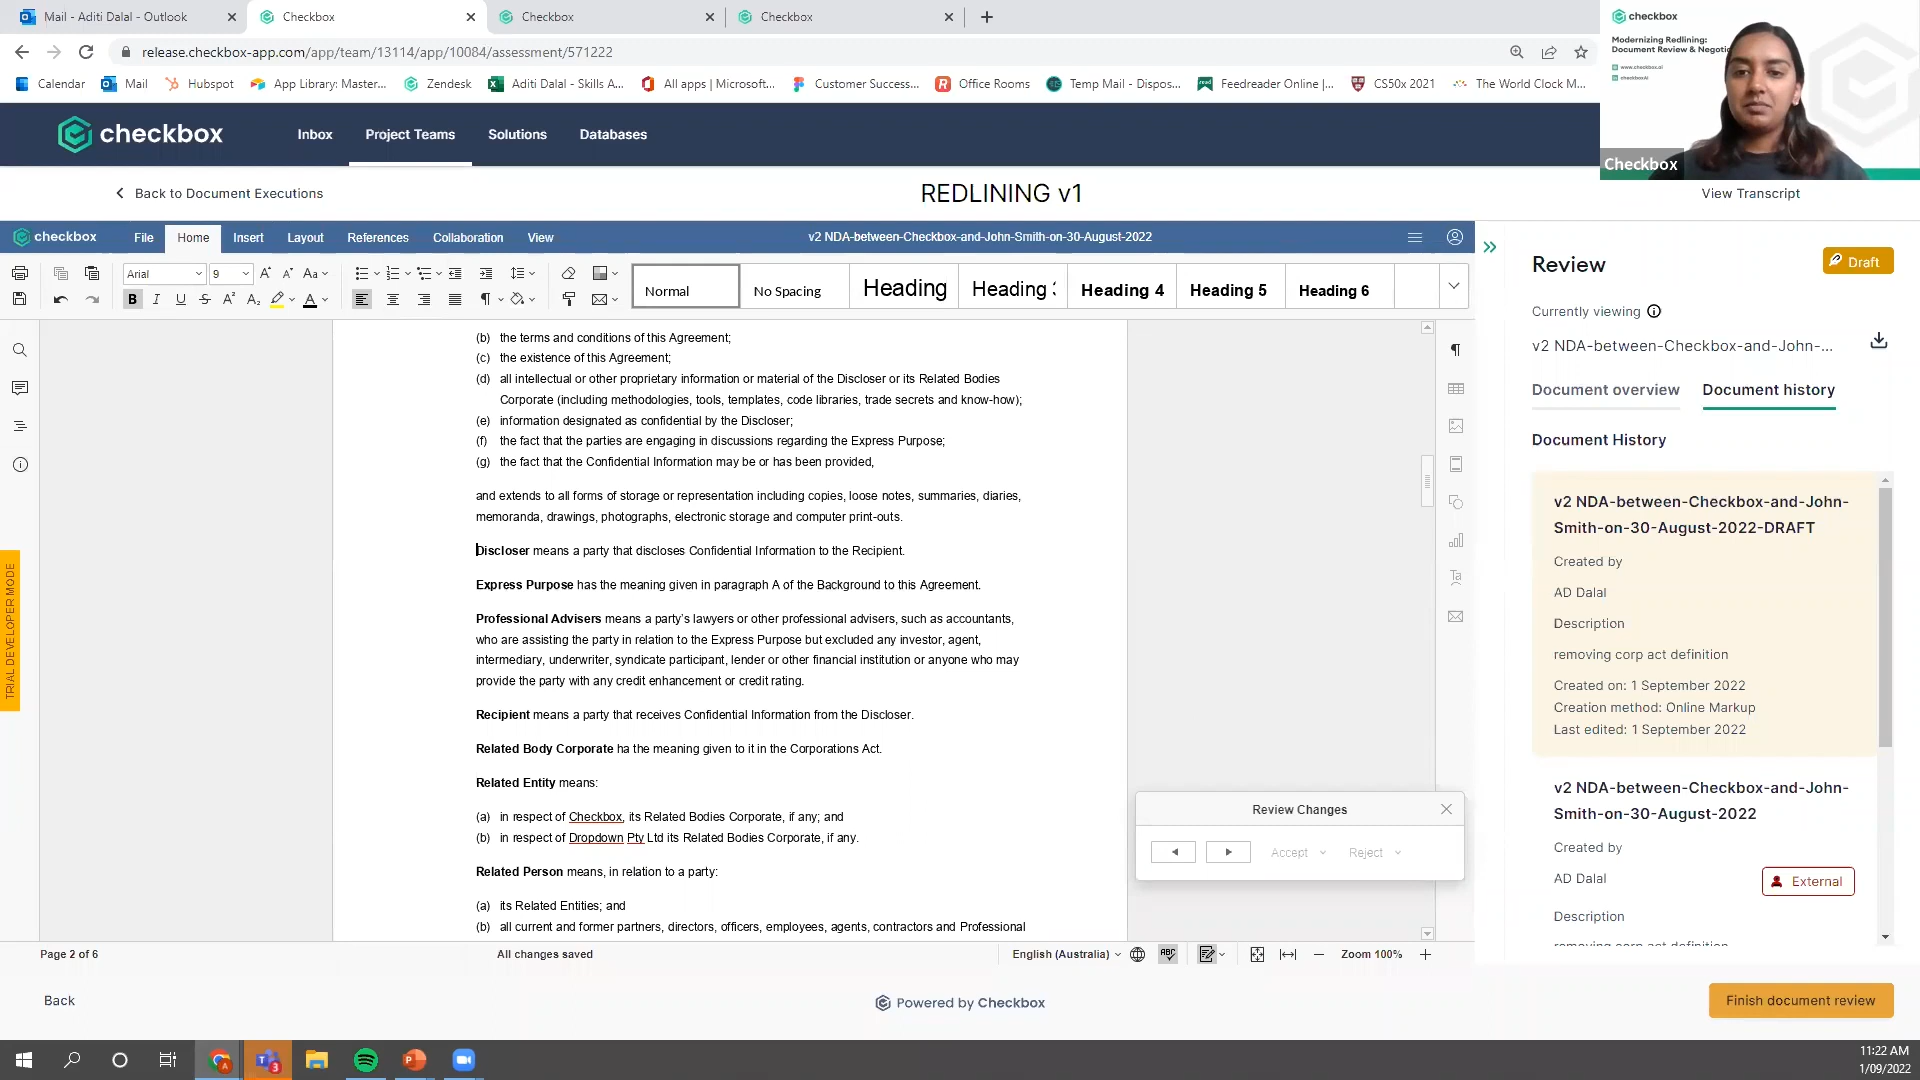 Mail - Aditi Dalal - Outlook
Checkbox
Checkbox
Checkbox
release.checkbox-app.com/app/team/13114/app/10084/assessment/571222
Calendar
Mail
Hubspot
App Library: Master...
Zendesk
Aditi Dalal - Skills A...
All apps | Microsoft...
Customer Success...
Office Rooms
Temp Mail - Dispos...
Feedreader Online |...
CS50x 2021
The World Clock M...
checkbox
Modernizing Redlining:
Document Review & Negoti
www.checkbox.ai
checkboxAI
Checkbox
checkbox
Inbox
Project Teams
Solutions
Databases
Back to Document Executions
REDLINING v1
View Transcript
checkbox
File
Home
Insert
Layout
References
Collaboration
View
v2 NDA-between-Checkbox-and-John-Smith-on-30-August-2022
Arial
9
Normal
No Spacing
Heading
Heading
Heading 4
Heading 5
Heading 6
(b) the terms and conditions of this Agreement;
(c) the existence of this Agreement;
(d) all intellectual or other proprietary information or material of the Discloser or its Related Bodies
Corporate (including methodologies, tools, templates, code libraries, trade secrets and know-how);
(e) information designated as confidential by the Discloser;
(f) the fact that the parties are engaging in discussions regarding the Express Purpose;
(g) the fact that the Confidential Information may be or has been provided,
and extends to all forms of storage or representation including copies, loose notes, summaries, diaries,
memoranda, drawings, photographs, electronic storage and computer print-outs.
Discloser means a party that discloses Confidential Information to the Recipient.
Express Purpose has the meaning given in paragraph A of the Background to this Agreement.
Professional Advisers means a party's lawyers or other professional advisers, such as accountants,
who are assisting the party in relation to the Express Purpose but excluded any investor, agent,
intermediary, underwriter, syndicate participant, lender or other financial institution or anyone who may
provide the party with any credit enhancement or credit rating.
Recipient means a party that receives Confidential Information from the Discloser.
Related Body Corporate ha the meaning given to it in the Corporations Act.
Related Entity means:
(a) in respect of Checkbox, its Related Bodies Corporate, if any; and
(b) in respect of Dropdown Pty Ltd its Related Bodies Corporate, if any.
Related Person means, in relation to a party:
(a) its Related Entities; and
(b) all current and former partners, directors, officers, employees, agents, contractors and Professional
TRIAL DEVELOPER MODE
Review Changes
Accept
Reject
Page 2 of 6
All changes saved
English (Australia)
Zoom 100%
Review
Draft
Currently viewing
v2 NDA-between-Checkbox-and-John-...
Document overview
Document history
Document History
v2 NDA-between-Checkbox-and-John-
Smith-on-30-August-2022-DRAFT
Created by
AD Dalal
Description
removing corp act definition
Created on: 1 September 2022
Creation method: Online Markup
Last edited: 1 September 2022
v2 NDA-between-Checkbox-and-John-
Smith-on-30-August-2022
Created by
AD Dalal
External
Description
removing corp act definition
Back
Powered by Checkbox
Finish document review
3
11:22 AM
1/09/2022